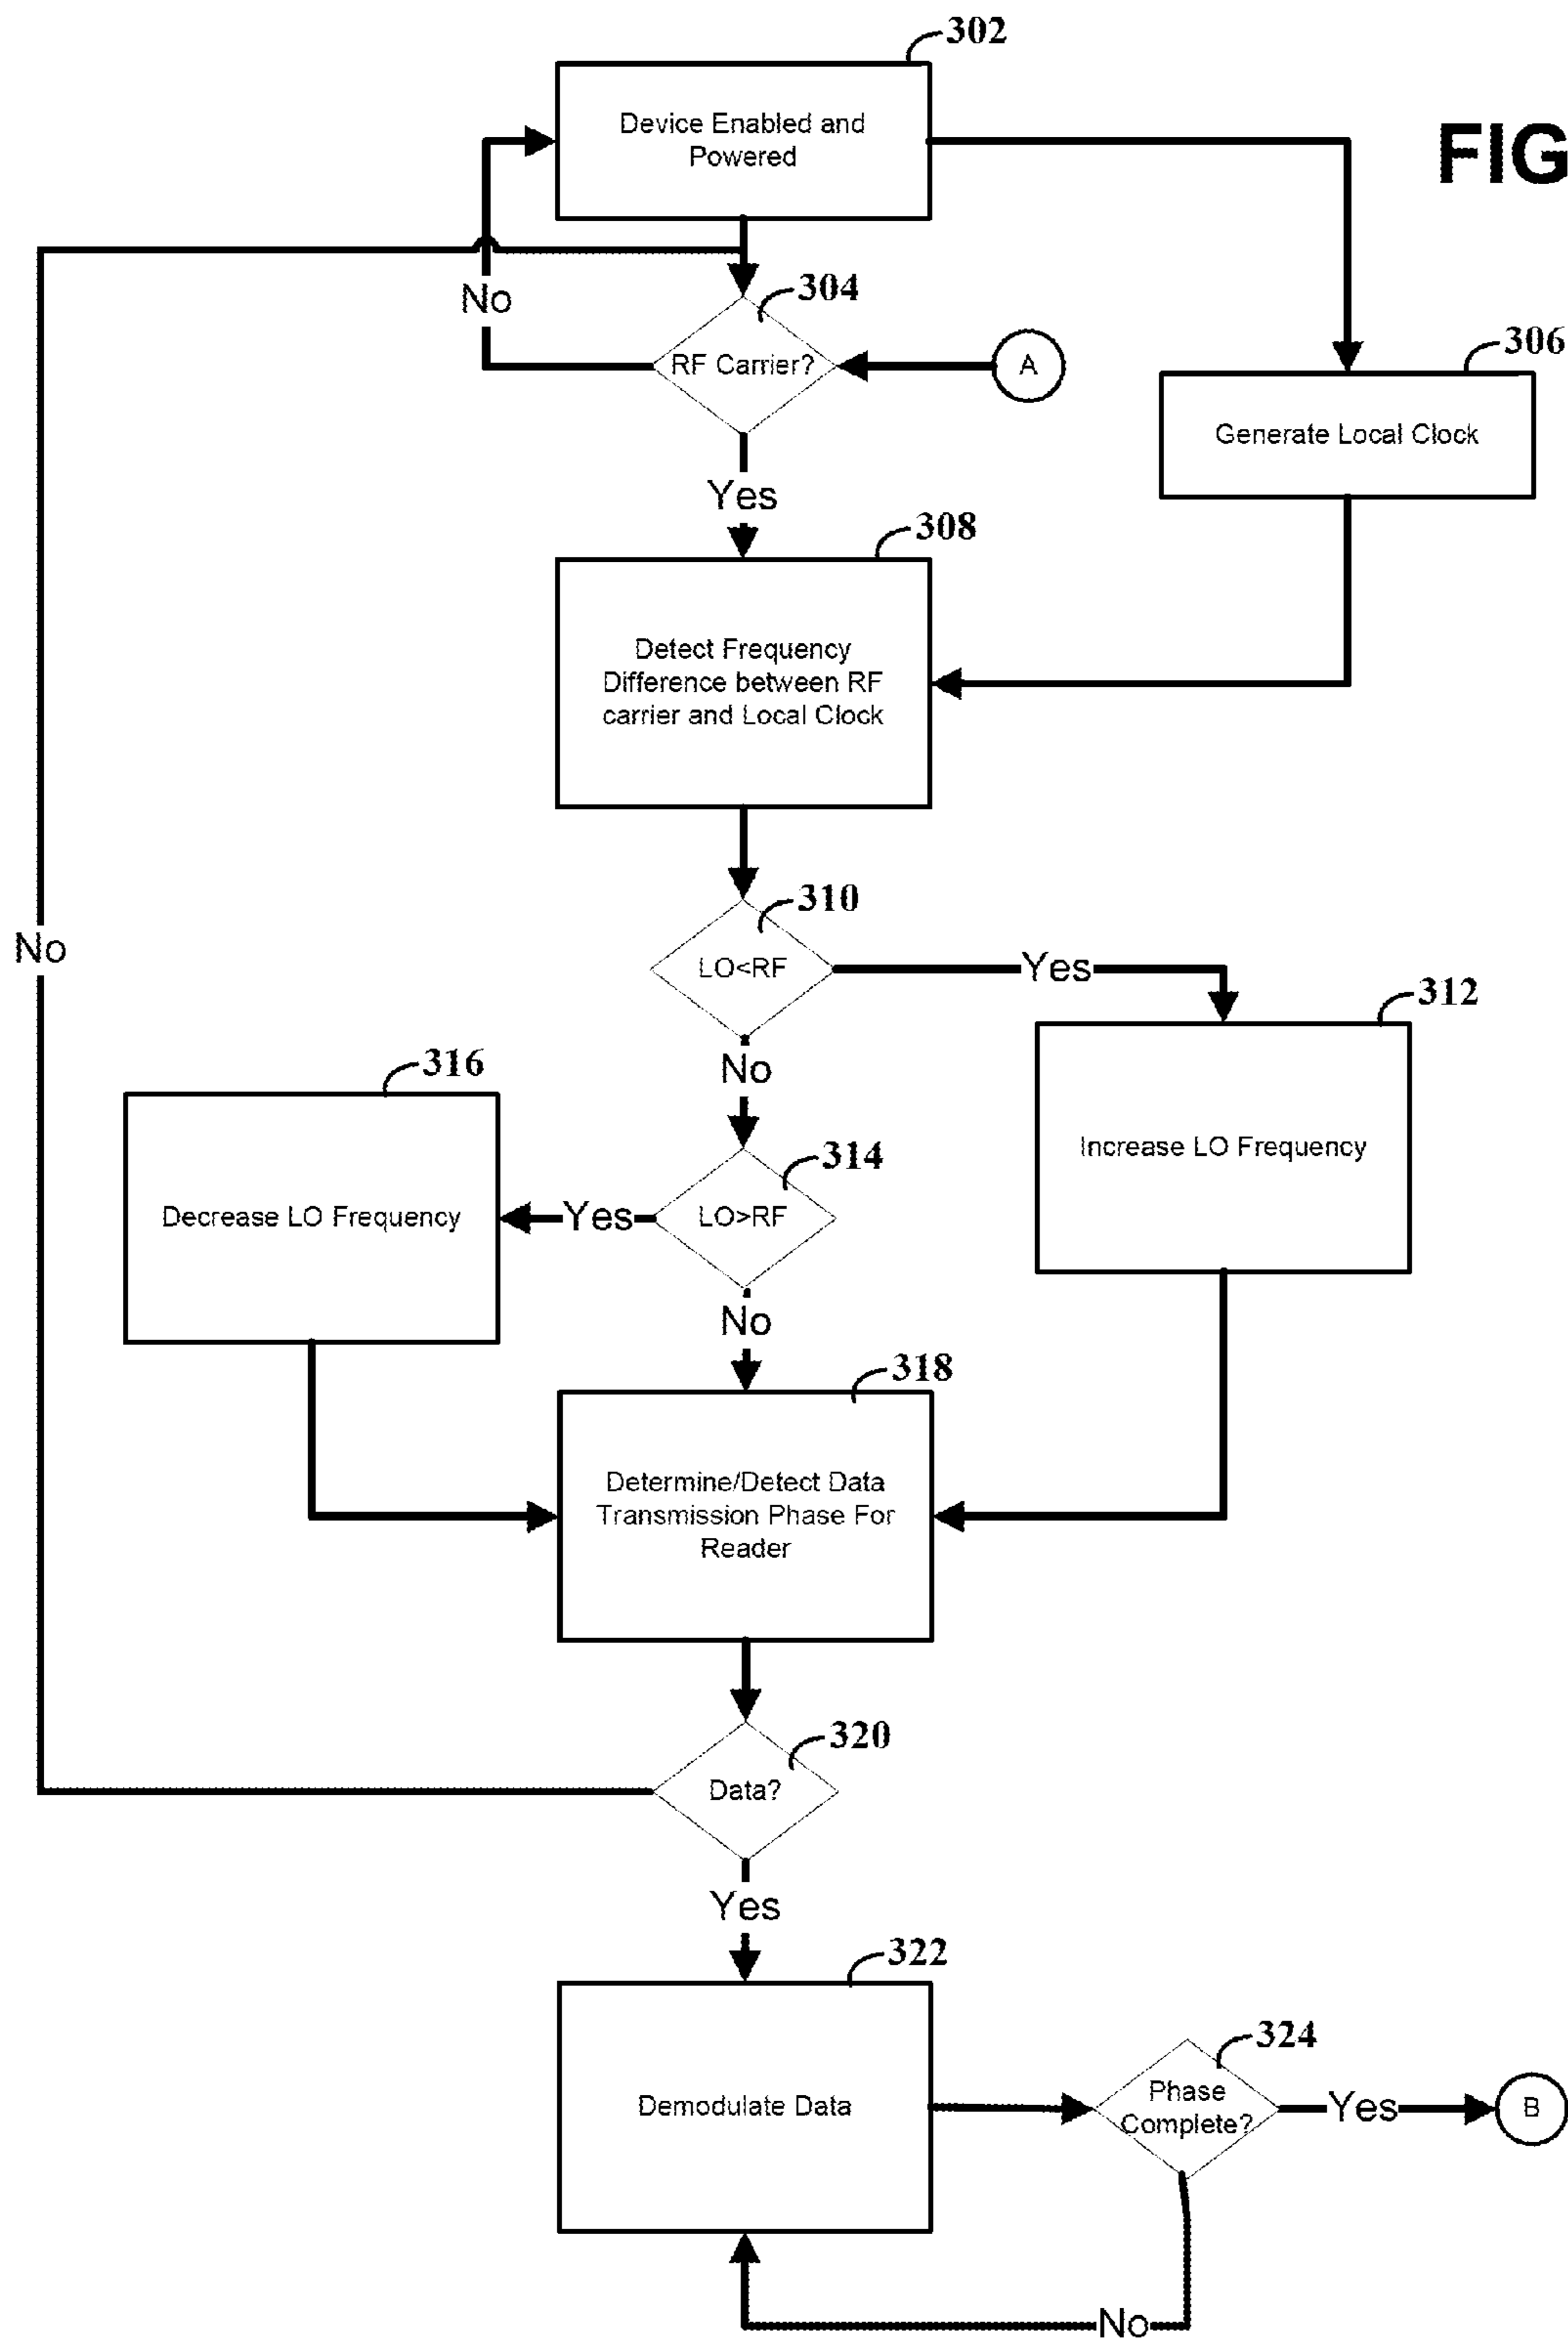 302
Device Enabled and
Powered
FIG
No
304
RF Carrier?
A
306
Generate Local Clock
Yes
308
Detect Frequency
Difference between RF
carrier and Local Clock
310
No
LO<RF
Yes
312
316
No
Increase LO Frequency
314
Decrease LO Frequency
Yes
LO>RF
No
318
Determine/Detect Data
Transmission Phase For
Reader
320
Data?
Yes
322
324
Demodulate Data
Phase
Complete?
Yes
B
No